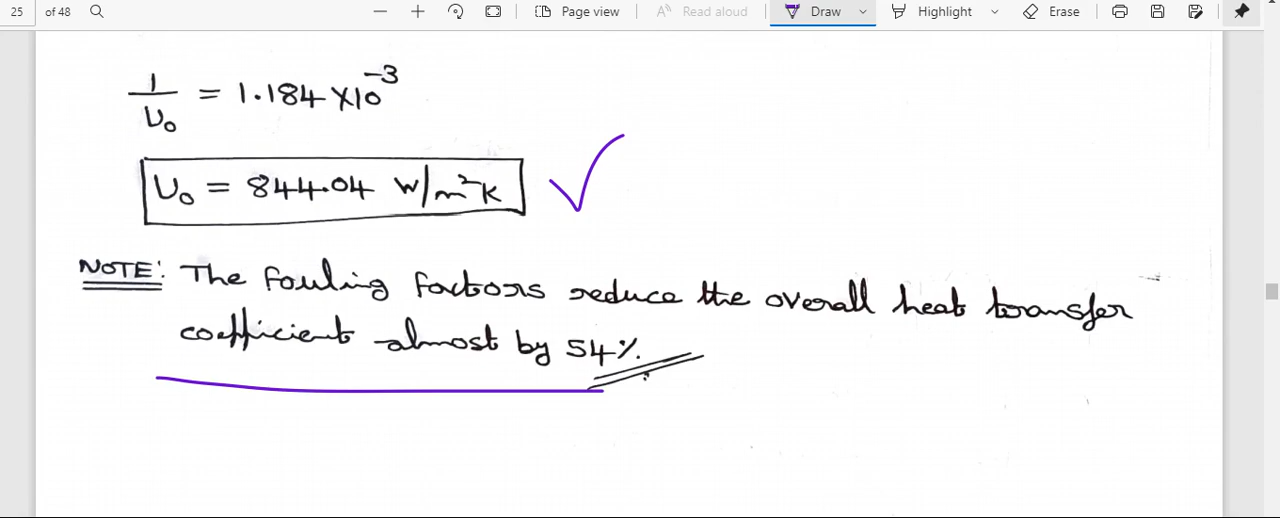 25 of 48 Page view Read aloud Draw Highlight Erase
1/U₀ = 1.184 × 10⁻³
U₀ = 844.04 W/m²K
NOTE: The fouling factors reduce the overall heat transfer
coefficient almost by 54%.